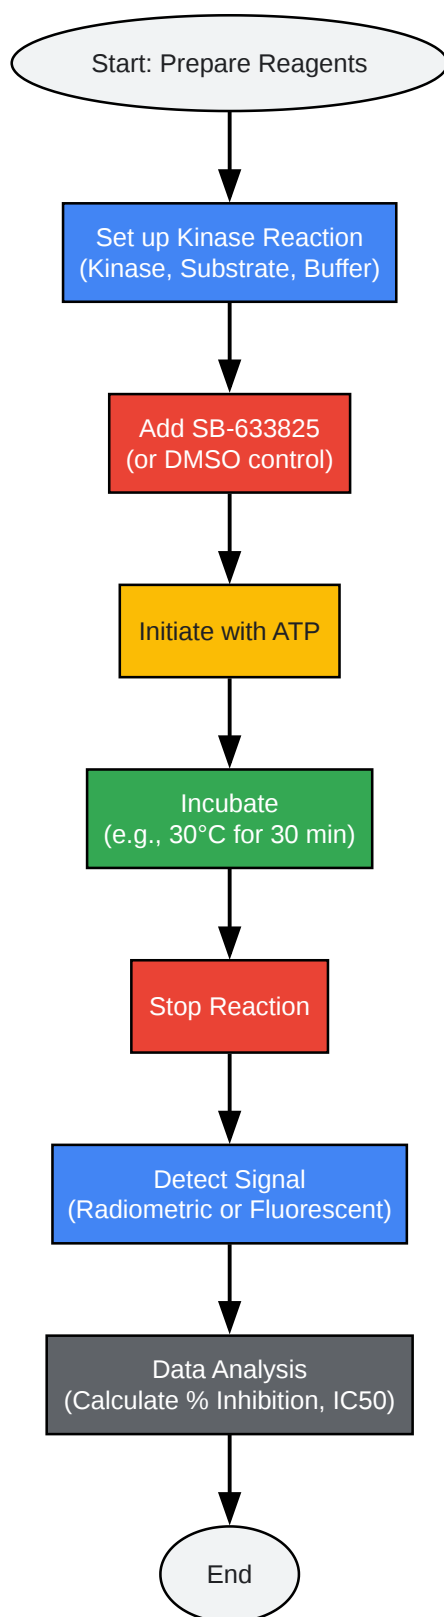 Start: Prepare Reagents
Set up Kinase Reaction
(Kinase, Substrate, Buffer)
Add SB-633825
(or DMSO control)
Initiate with ATP
Incubate
(e.g., 30°C for 30 min)
Stop Reaction
Detect Signal
(Radiometric or Fluorescent)
Data Analysis
(Calculate % Inhibition, IC50)
End